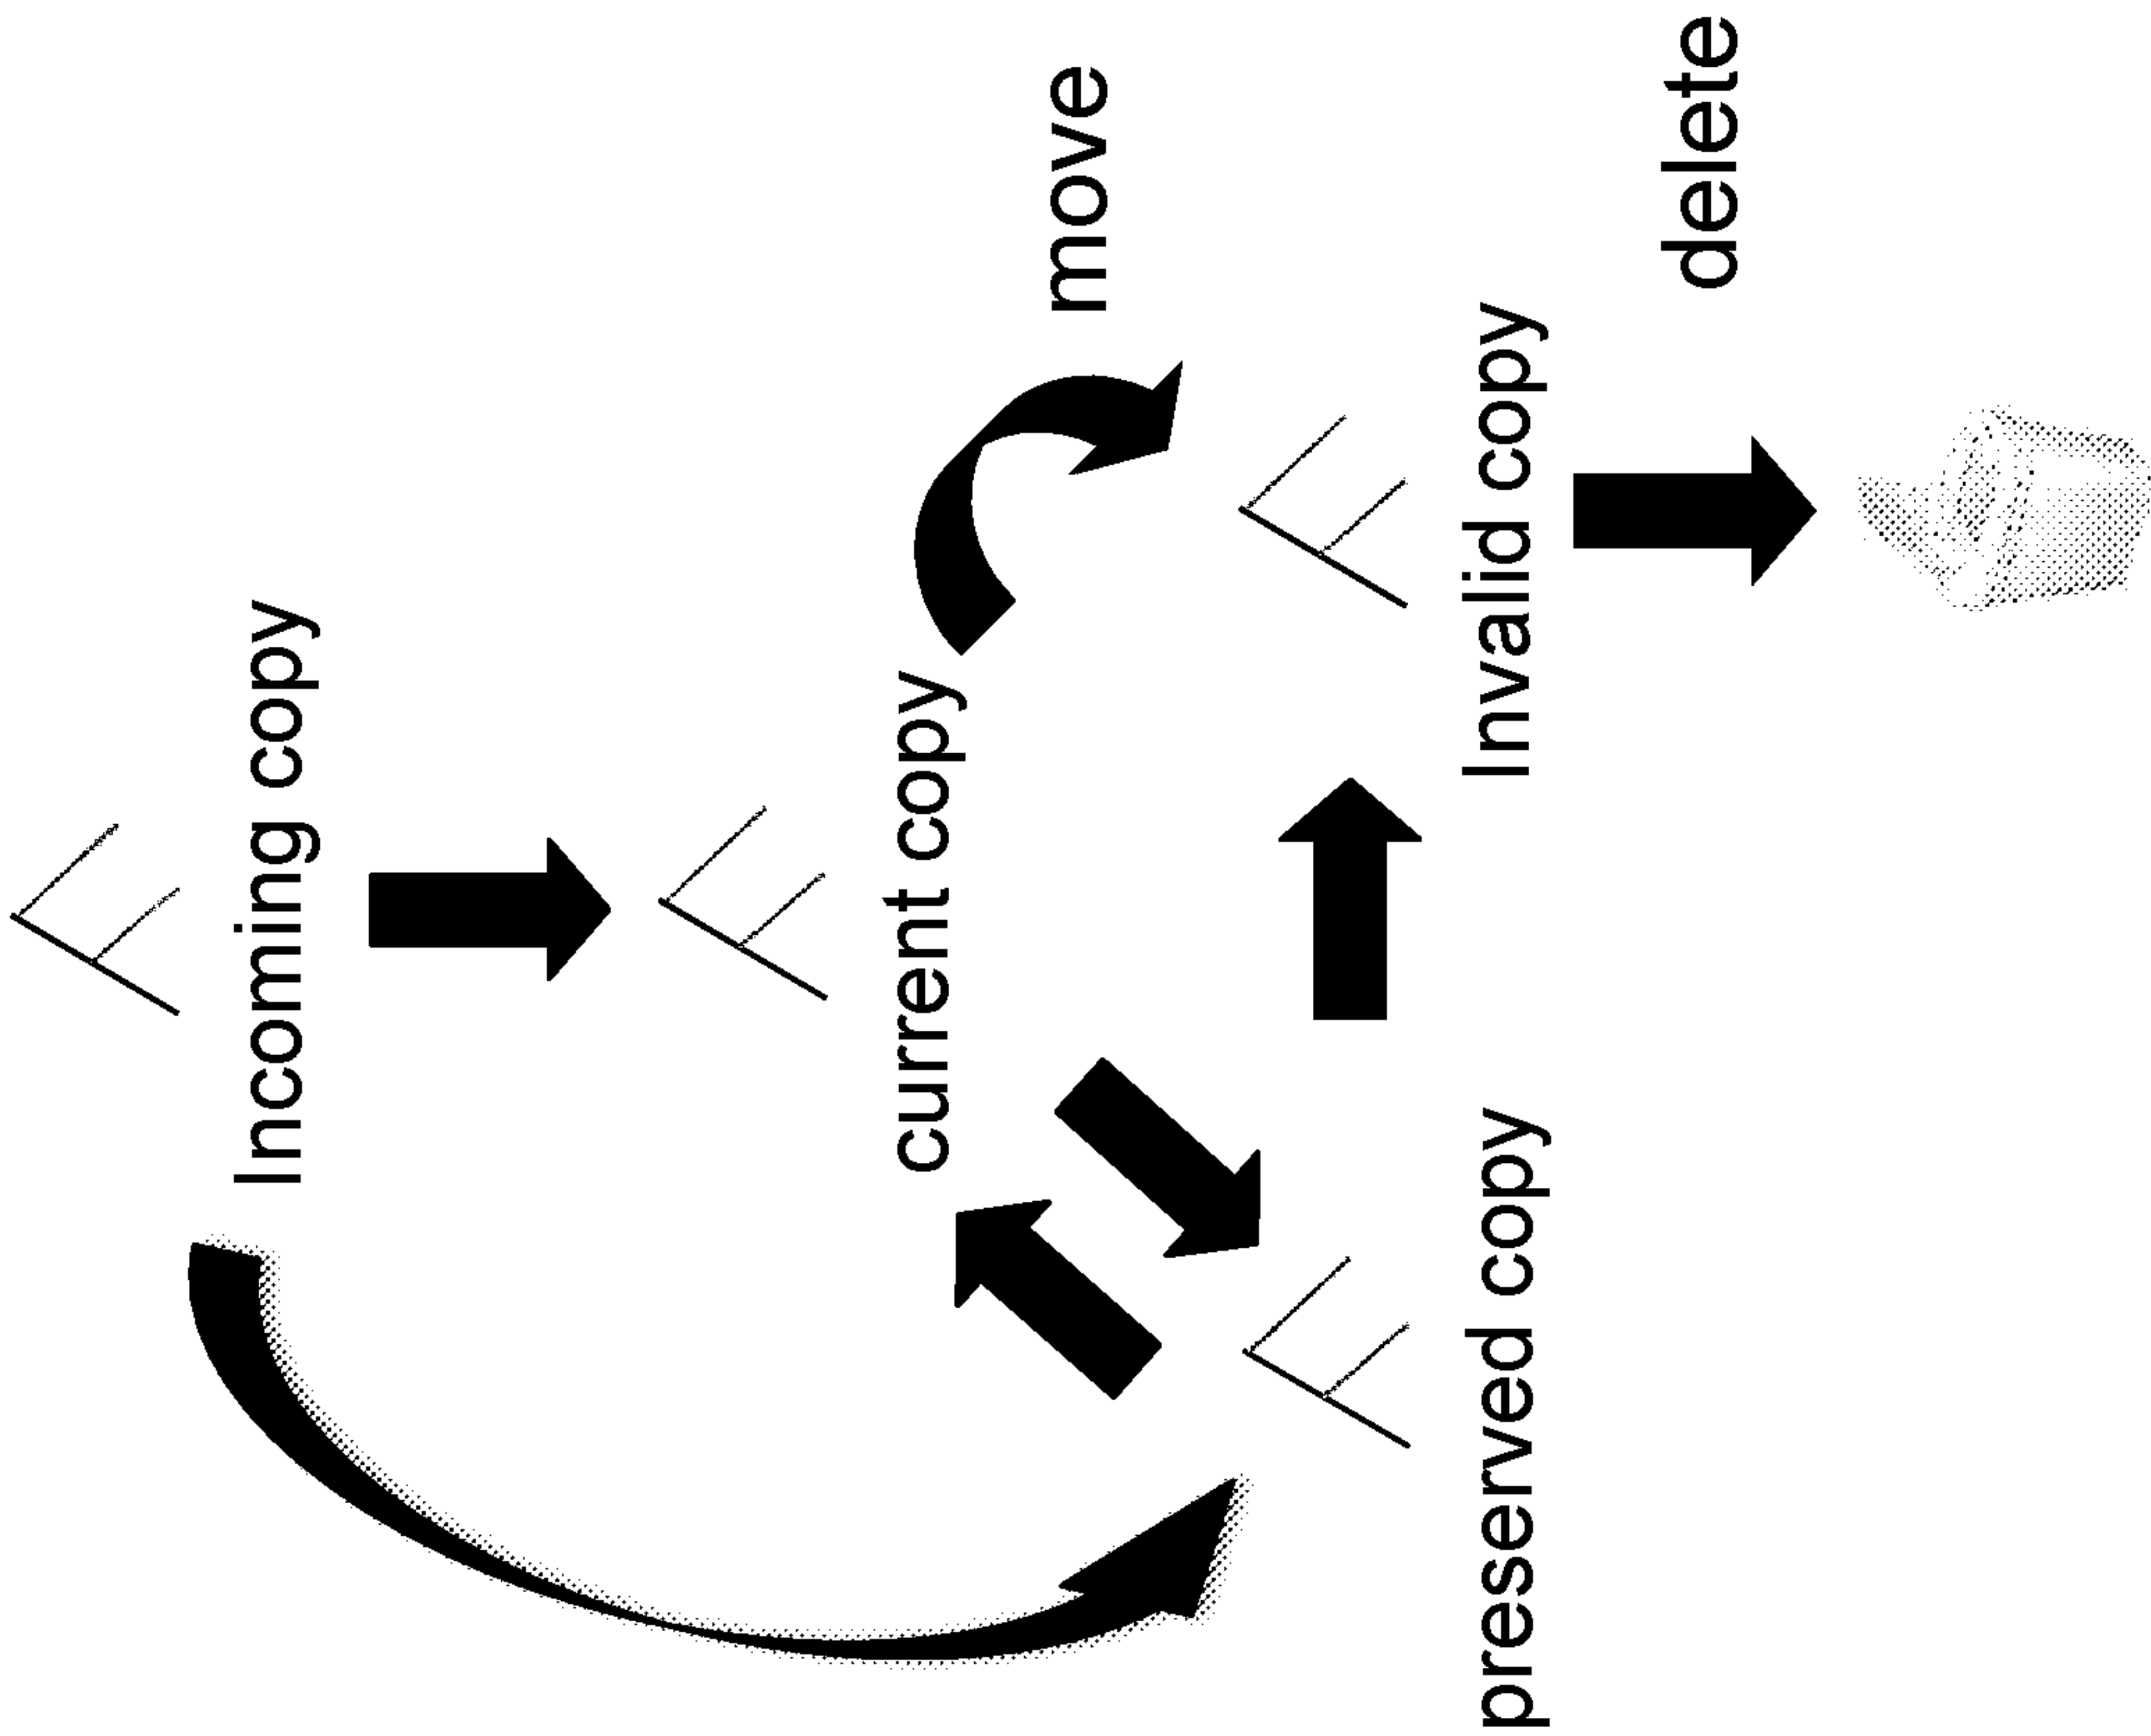 Incoming copy
current copy
move
preserved copy
Invalid copy
delete